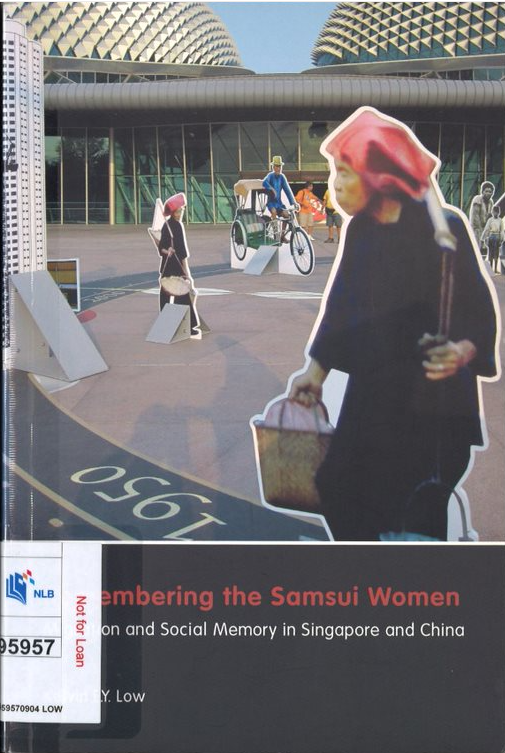 1950
NLB
Not for Loan
95957
59570904 LOW
embering the Samsui Women
on and Social Memory in Singapore and China
E.Y. Low